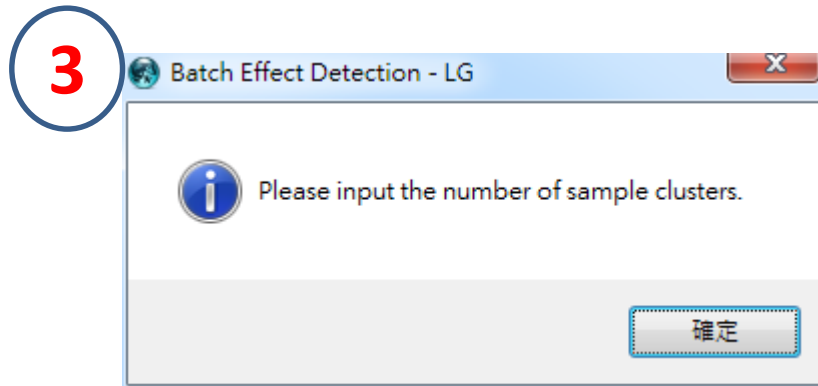 3
Batch Effect Detection - LG
Please input the number of sample clusters.
確定